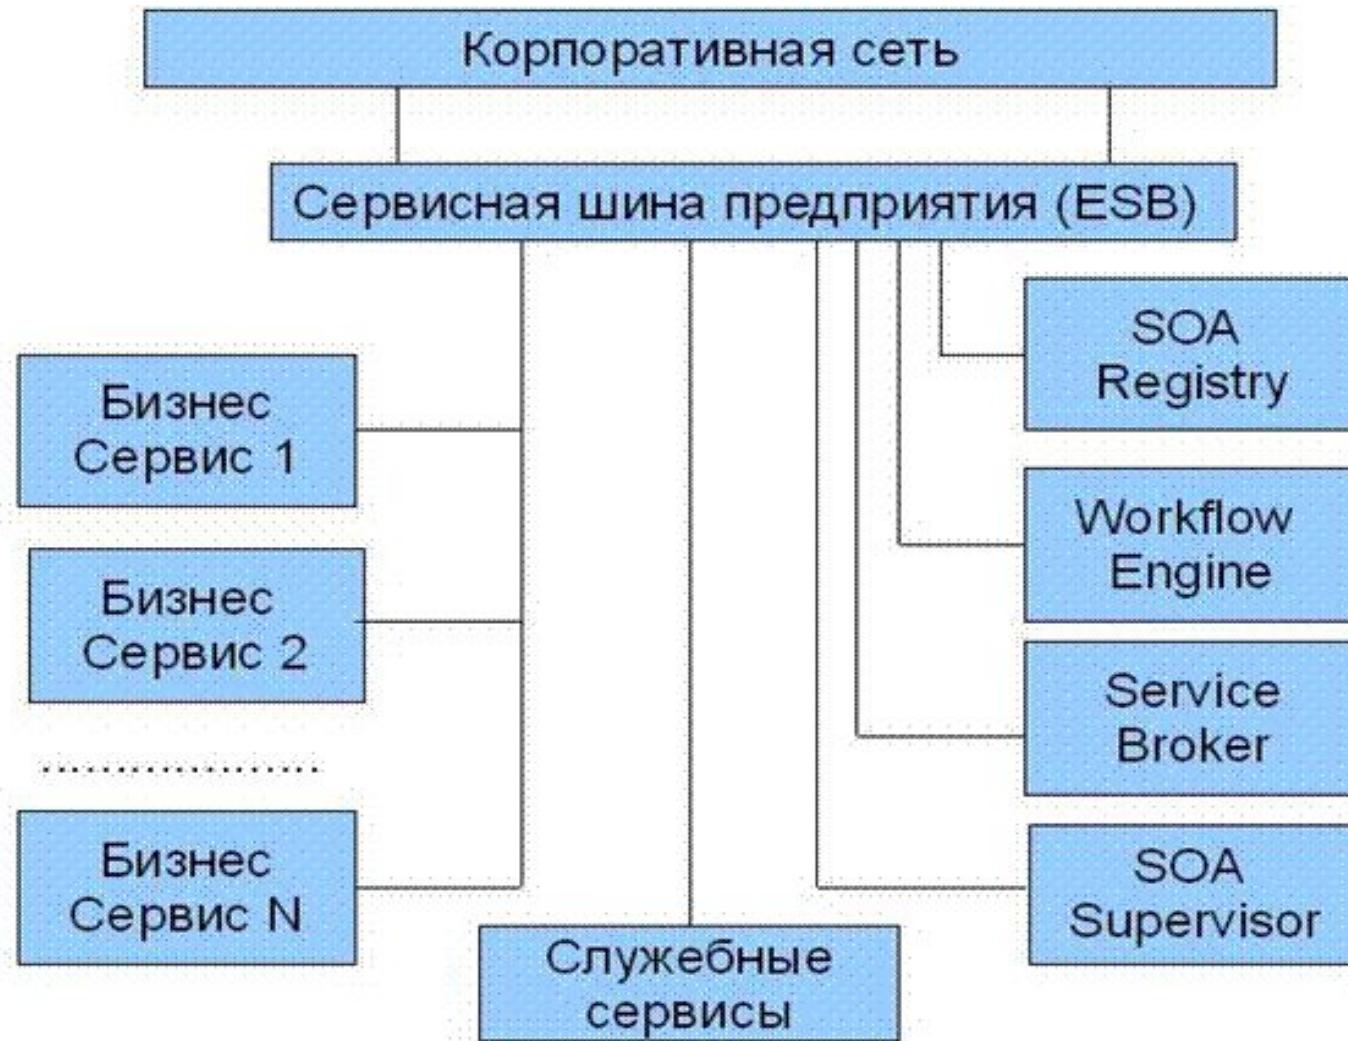 Корпоративная сеть
Сервисная шина предприятия (ESB)
Бизнес
Сервис 1
Бизнес
Сервис 2
Бизнес
Сервис N
Служебные
сервисы
SOA
Registry
Workflow
Engine
Service
Broker
SOA
Supervisor